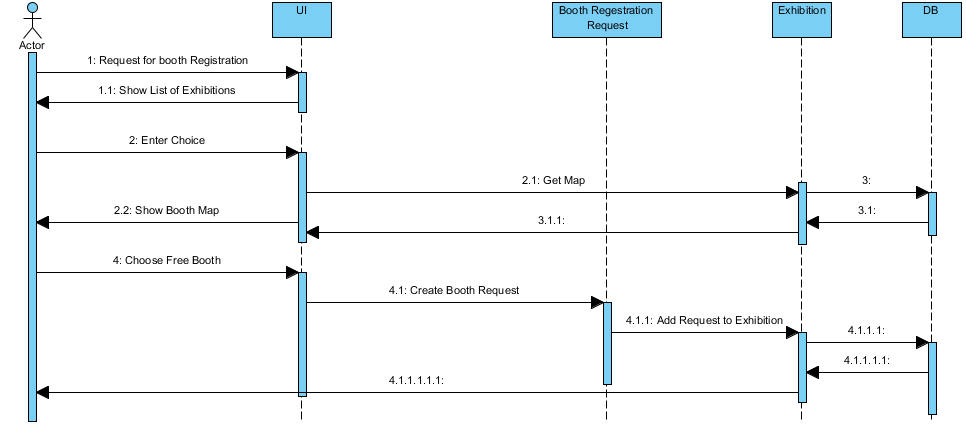 UI
Booth Regestration
Request
Exhibition
DB
Actor
1: Request for booth Registration
1.1: Show List of Exhibitions
2: Enter Choice
2.1: Get Map
3:
2.2: Show Booth Map
3.1:
3.1.1:
4: Choose Free Booth
4.1: Create Booth Request
4.1.1: Add Request to Exhibition
4.1.1.1:
4.1.1.1.1:
4.1.1.1.1.1: